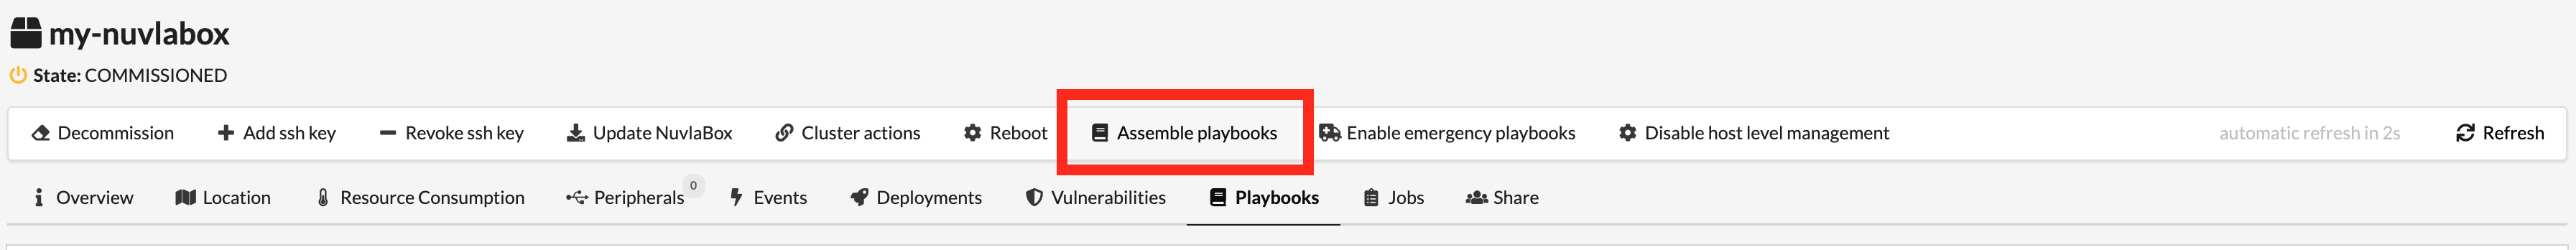 my-nuvlabox
State: COMMISSIONED
Decommission Add ssh key Revoke ssh key Update NuvlaBox Cluster actions Reboot Assemble playbooks Enable emergency playbooks Disable host level management automatic refresh in 2s Refresh
Overview Location Resource Consumption Peripherals 0 Events Deployments Vulnerabilities Playbooks Jobs Share